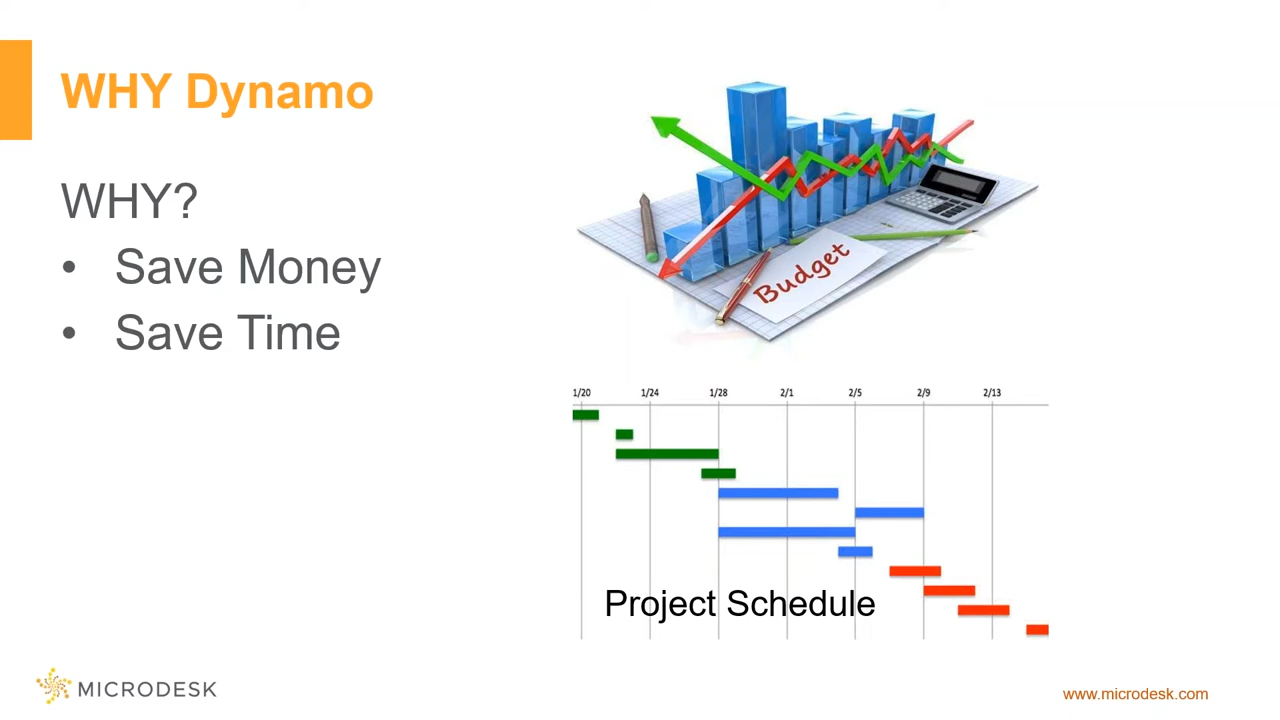 WHY Dynamo
WHY?
• Save Money
• Save Time
Budget
1/20 1/24 1/28 2/1 2/5 2/9 2/13
Project Schedule
MICRODESK
www.microdesk.com